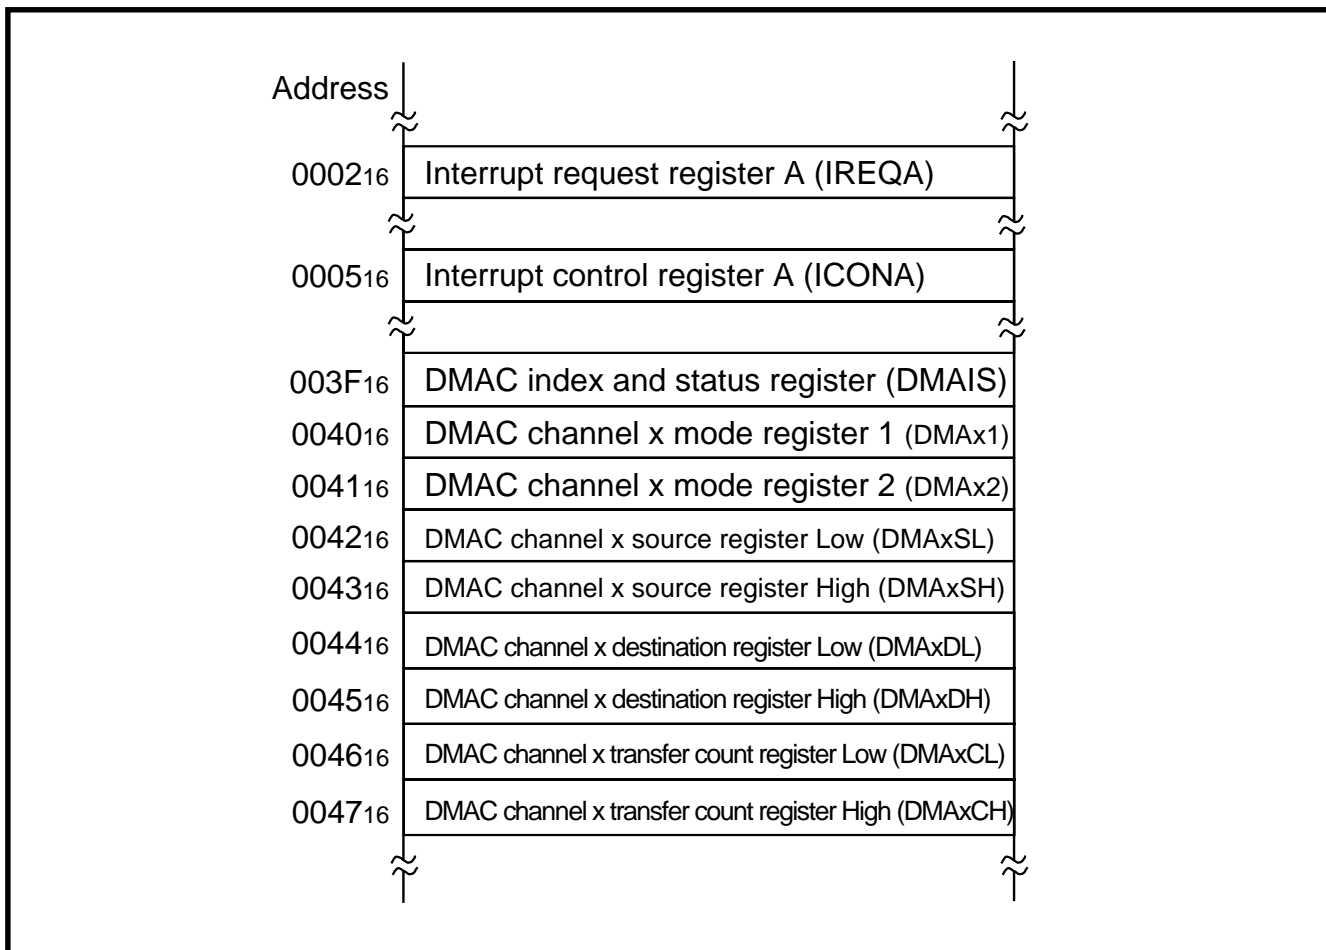 Address
0002₁₆ Interrupt request register A (IREQA)
0005₁₆ Interrupt control register A (ICONA)
003F₁₆ DMAC index and status register (DMAIS)
0040₁₆ DMAC channel x mode register 1 (DMAx1)
0041₁₆ DMAC channel x mode register 2 (DMAx2)
0042₁₆ DMAC channel x source register Low (DMAxSL)
0043₁₆ DMAC channel x source register High (DMAxSH)
0044₁₆ DMAC channel x destination register Low (DMAxDL)
0045₁₆ DMAC channel x destination register High (DMAxDH)
0046₁₆ DMAC channel x transfer count register Low (DMAxCL)
0047₁₆ DMAC channel x transfer count register High (DMAxCH)